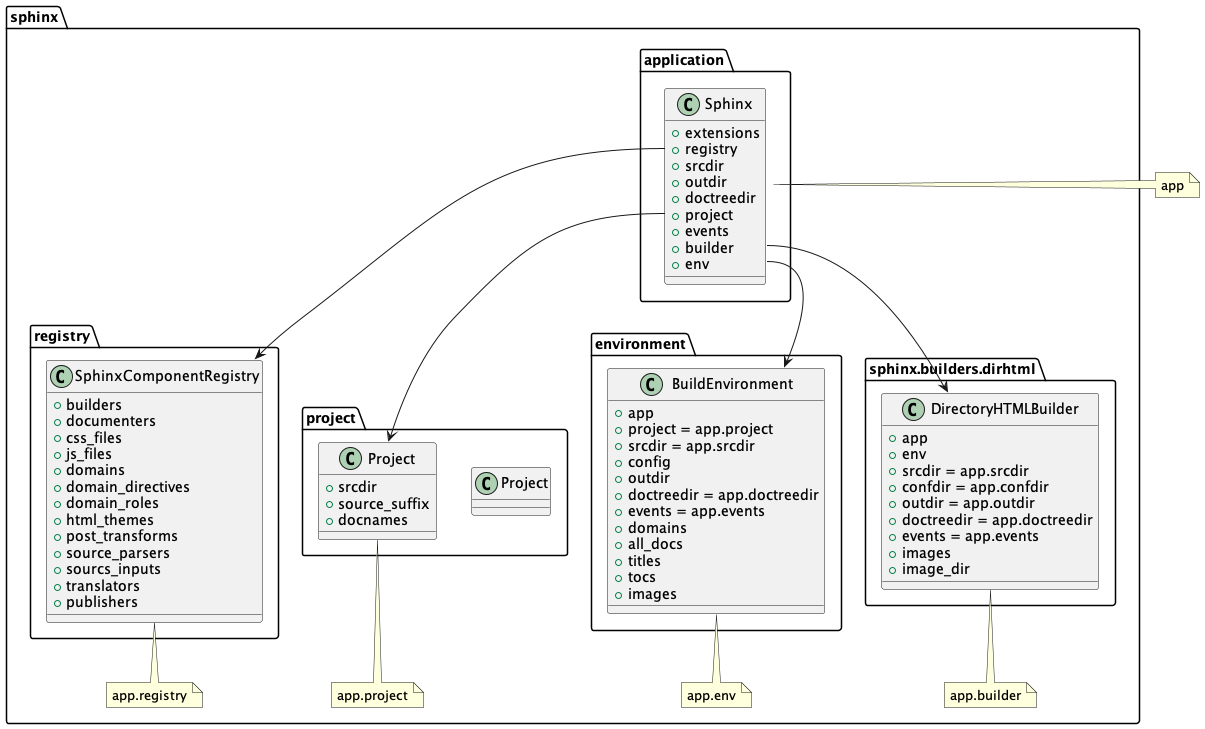 sphinx
application
Sphinx
extensions
registry
srcdir
outdir
doctreedir
project
events
builder
env
app
registry
SphinxComponentRegistry
builders
documenters
css_files
js_files
domains
domain_directives
domain_roles
html_themes
post_transforms
source_parsers
sourcs_inputs
translators
publishers
project
Project
srcdir
source_suffix
docnames
Project
environment
BuildEnvironment
app
project = app.project
srcdir = app.srcdir
config
outdir
doctreedir = app.doctreedir
events = app.events
domains
all_docs
titles
tocs
images
sphinx.builders.dirhtml
DirectoryHTMLBuilder
app
env
srcdir = app.srcdir
confdir = app.confdir
outdir = app.outdir
doctreedir = app.doctreedir
events = app.events
images
image_dir
app.registry
app.project
app.env
app.builder